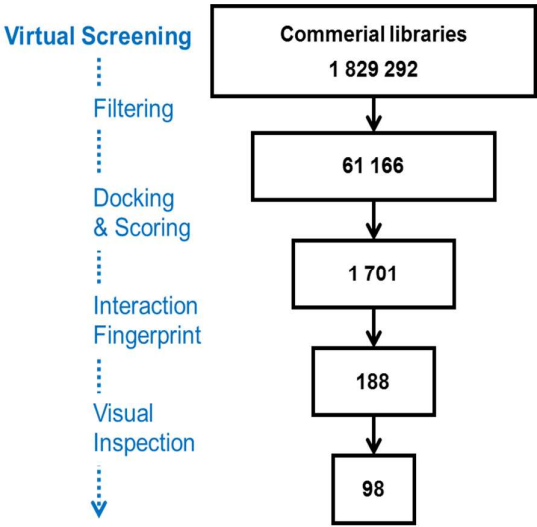 Virtual Screening
Commerial libraries
1 829 292
Filtering
61 166
Docking
& Scoring
1 701
Interaction
Fingerprint
188
Visual
Inspection
98